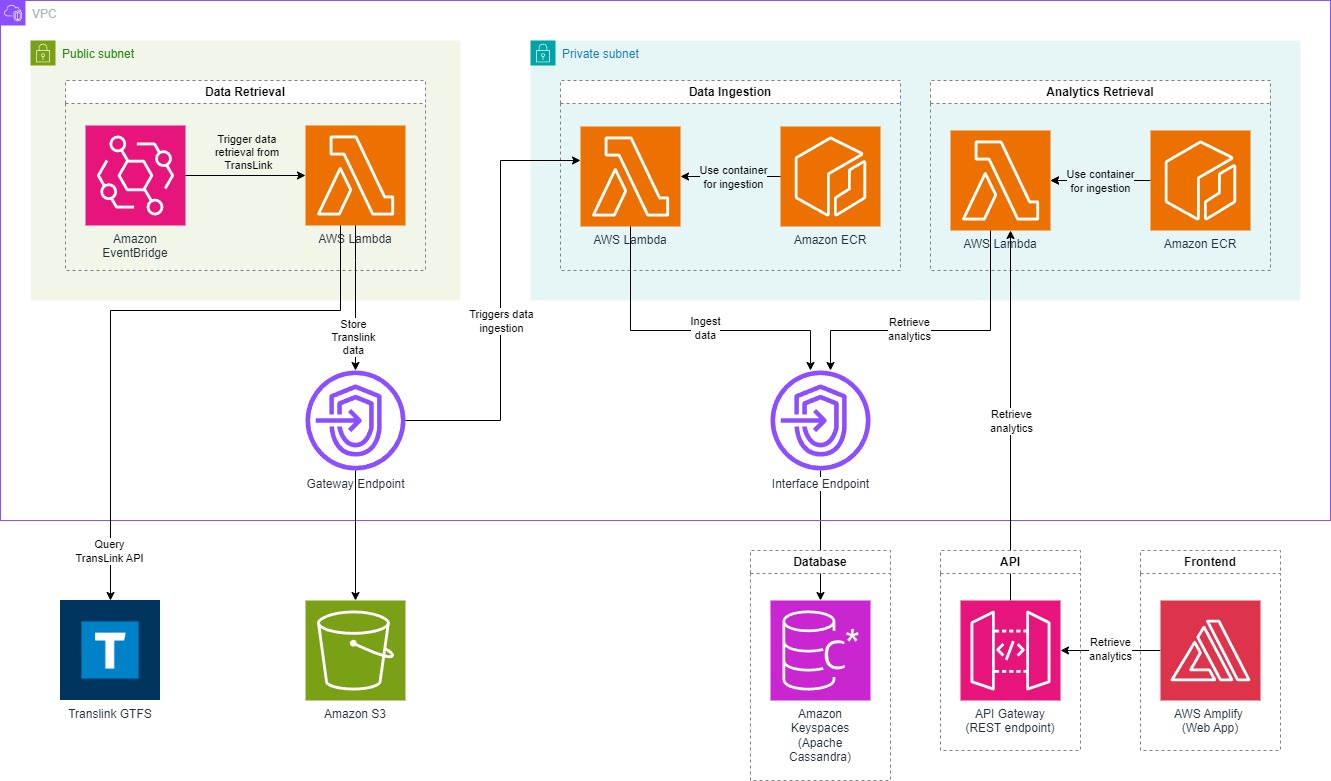 VPC
Public subnet
Private subnet
Data Retrieval
Data Ingestion
Analytics Retrieval
Trigger data
retrieval from
TransLink
Use container
for ingestion
Use container
for ingestion
Amazon
EventBridge
AWS Lambda
AWS Lambda
Amazon ECR
AWS Lambda
Amazon ECR
Triggers data
ingestion
Store
Translink
data
Ingest
data
Retrieve
analytics
Retrieve
analytics
Gateway Endpoint
Interface Endpoint
Query
TransLink API
Database
API
Frontend
T
C*
</>
Retrieve
analytics
Translink GTFS
Amazon S3
Amazon
Keyspaces
(Apache
Cassandra)
API Gateway
(REST endpoint)
AWS Amplify
(Web App)